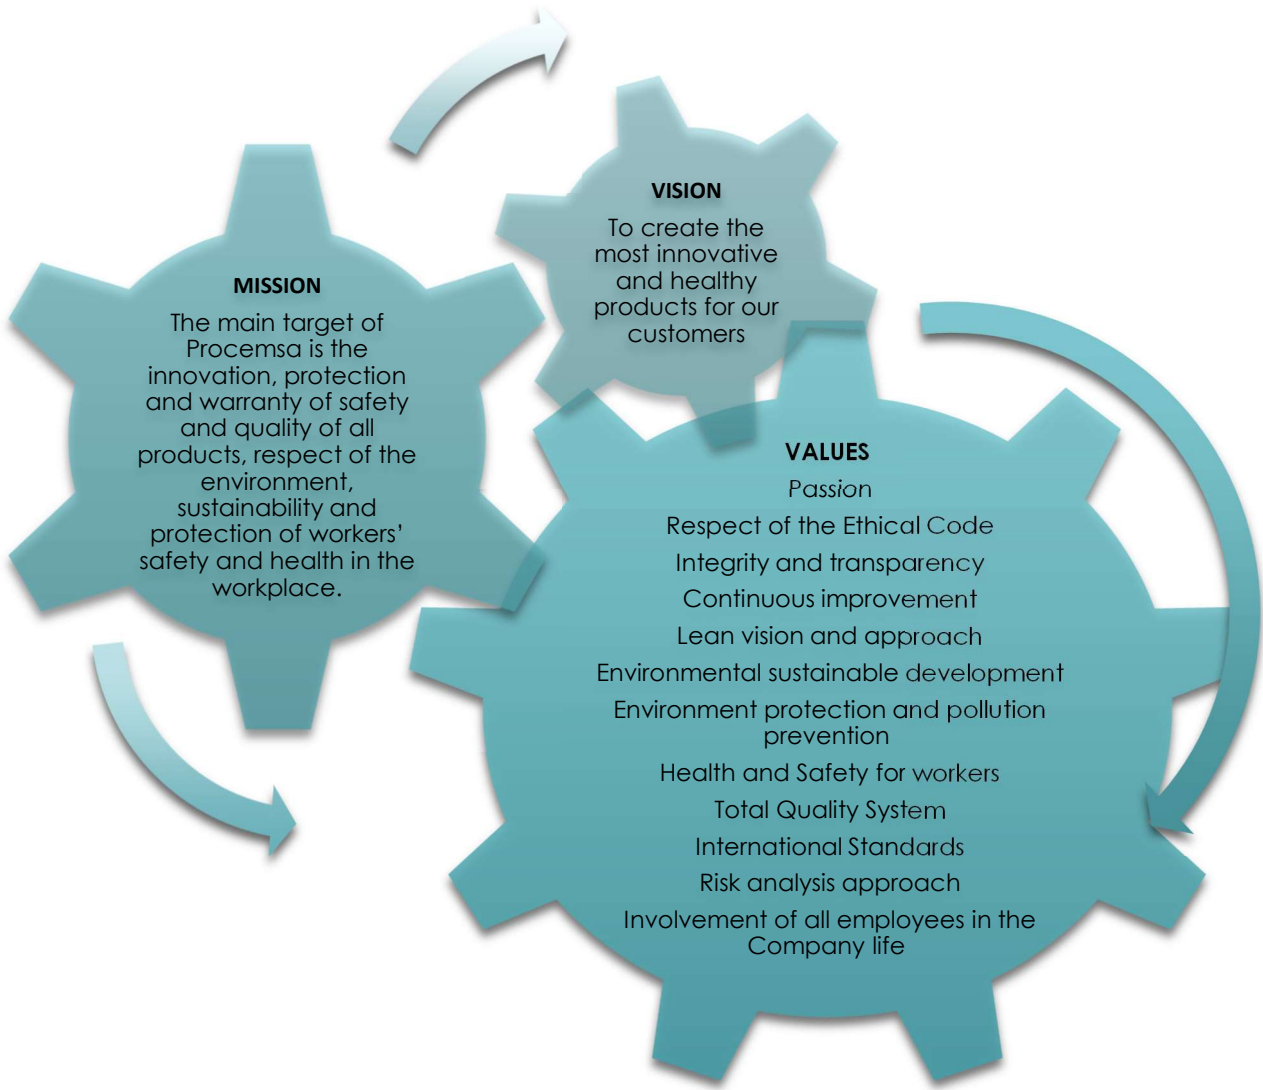 MISSION
The main target of
Procemsa is the
innovation, protection
and warranty of safety
and quality of all
products, respect of the
environment,
sustainability and
protection of workers’
safety and health in the
workplace.
VISION
To create the
most innovative
and healthy
products for our
customers
VALUES
Passion
Respect of the Ethical Code
Integrity and transparency
Continuous improvement
Lean vision and approach
Environmental sustainable development
Environment protection and pollution
prevention
Health and Safety for workers
Total Quality System
International Standards
Risk analysis approach
Involvement of all employees in the
Company life